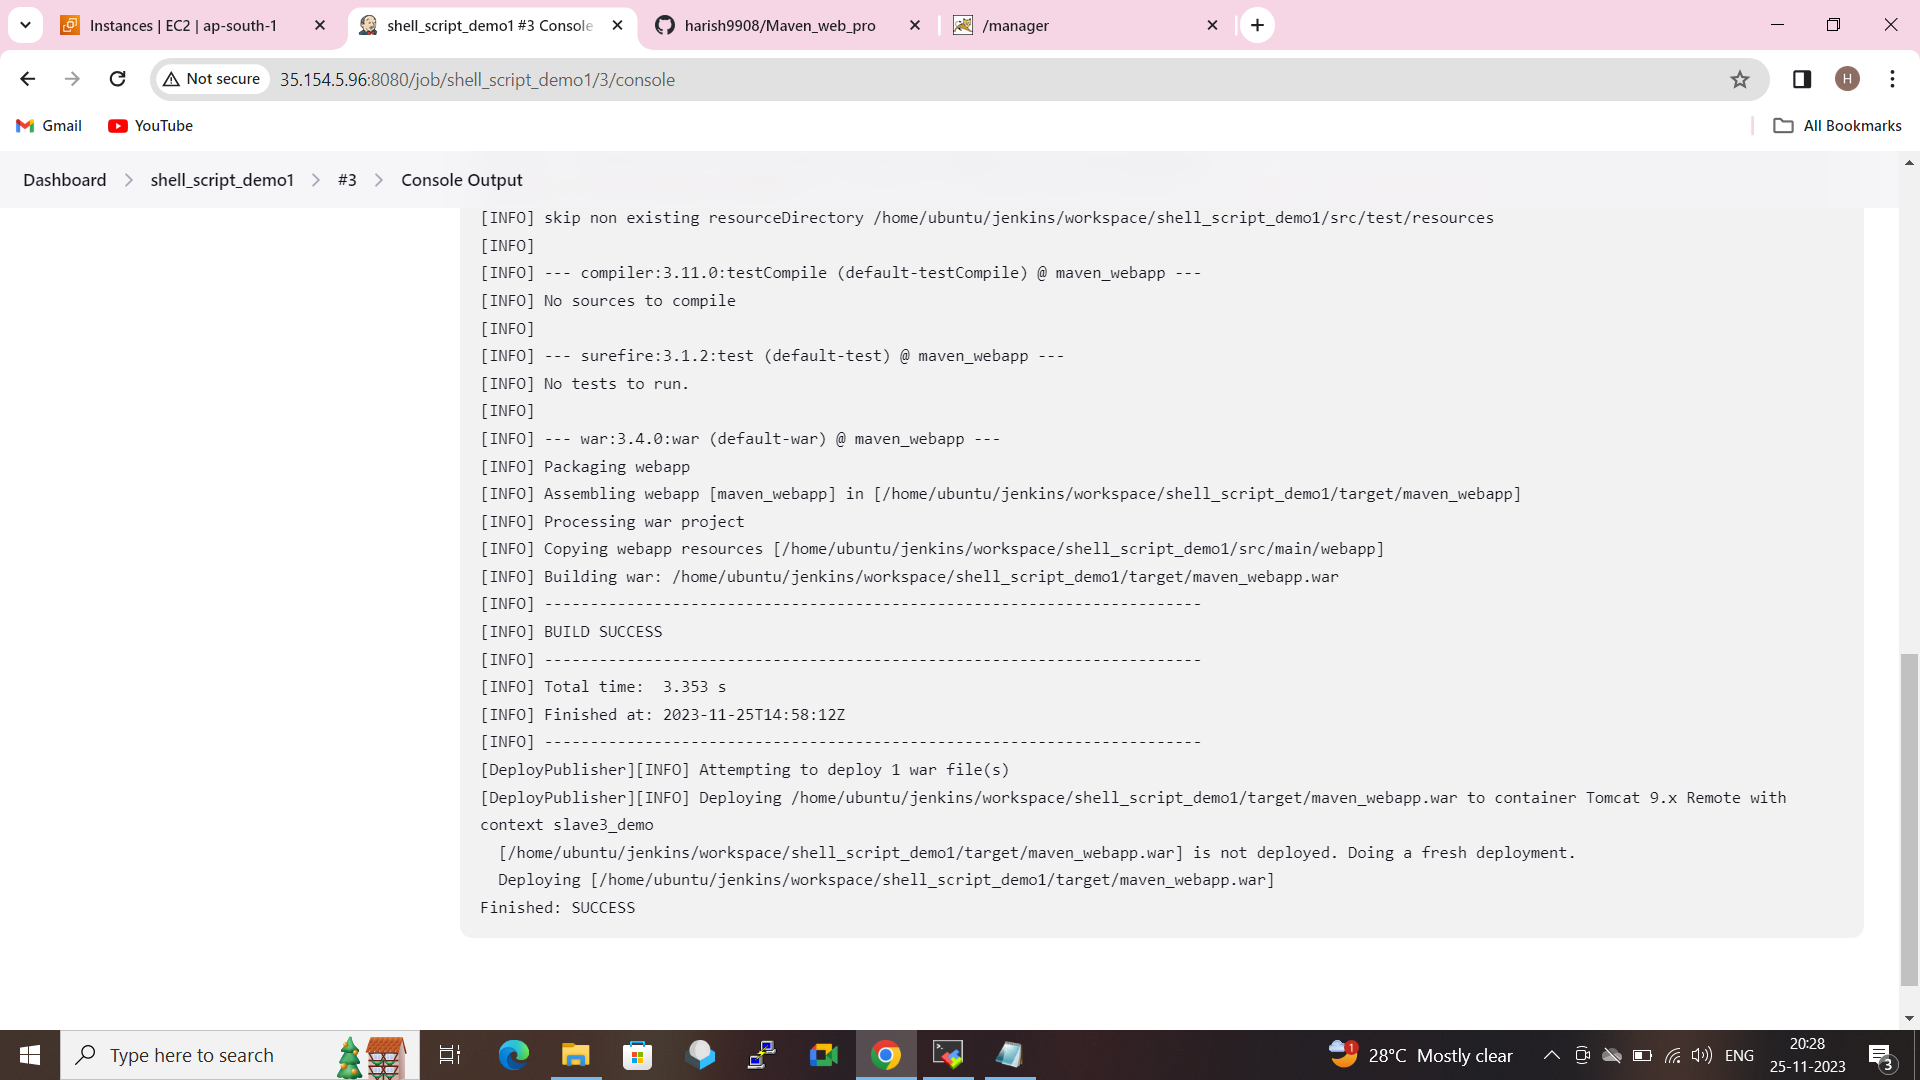 Instances | EC2 | ap-south-1
shell_script_demo1 #3 Console
harish9908/Maven_web_pro
/manager
Not secure
35.154.5.96:8080/job/shell_script_demo1/3/console
H
Gmail
YouTube
All Bookmarks
Dashboard
shell_script_demo1
#3
Console Output
[INFO] skip non existing resourceDirectory /home/ubuntu/jenkins/workspace/shell_script_demo1/src/test/resources
[INFO]
[INFO] --- compiler:3.11.0:testCompile (default-testCompile) @ maven_webapp ---
[INFO] No sources to compile
[INFO]
[INFO] --- surefire:3.1.2:test (default-test) @ maven_webapp ---
[INFO] No tests to run.
[INFO]
[INFO] --- war:3.4.0:war (default-war) @ maven_webapp ---
[INFO] Packaging webapp
[INFO] Assembling webapp [maven_webapp] in [/home/ubuntu/jenkins/workspace/shell_script_demo1/target/maven_webapp]
[INFO] Processing war project
[INFO] Copying webapp resources [/home/ubuntu/jenkins/workspace/shell_script_demo1/src/main/webapp]
[INFO] Building war: /home/ubuntu/jenkins/workspace/shell_script_demo1/target/maven_webapp.war
[INFO] ------------------------------------------------------------------------
[INFO] BUILD SUCCESS
[INFO] ------------------------------------------------------------------------
[INFO] Total time:  3.353 s
[INFO] Finished at: 2023-11-25T14:58:12Z
[INFO] ------------------------------------------------------------------------
[DeployPublisher][INFO] Attempting to deploy 1 war file(s)
[DeployPublisher][INFO] Deploying /home/ubuntu/jenkins/workspace/shell_script_demo1/target/maven_webapp.war to container Tomcat 9.x Remote with
context slave3_demo
[/home/ubuntu/jenkins/workspace/shell_script_demo1/target/maven_webapp.war] is not deployed. Doing a fresh deployment.
Deploying [/home/ubuntu/jenkins/workspace/shell_script_demo1/target/maven_webapp.war]
Finished: SUCCESS
Type here to search
1
28°C Mostly clear
ENG
20:28
25-11-2023
3